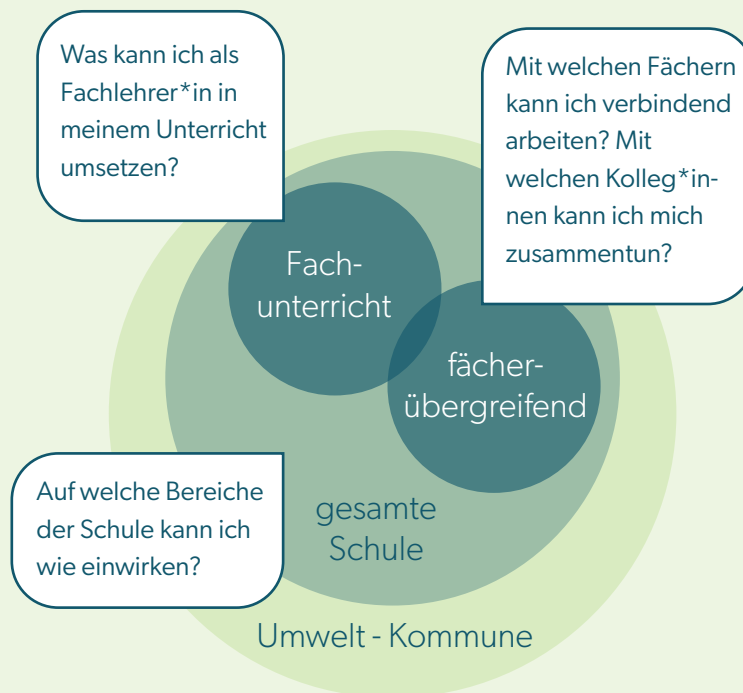 Was kann ich als
Fachlehrer*in in
meinem Unterricht
umsetzen?
Mit welchen Fächern
kann ich verbindend
arbeiten? Mit
welchen Kolleg*in-
nen kann ich mich
zusammentun?
Fach-
unterricht
fächer-
übergreifend
Auf welche Bereiche
der Schule kann ich
wie einwirken?
gesamte
Schule
Umwelt - Kommune